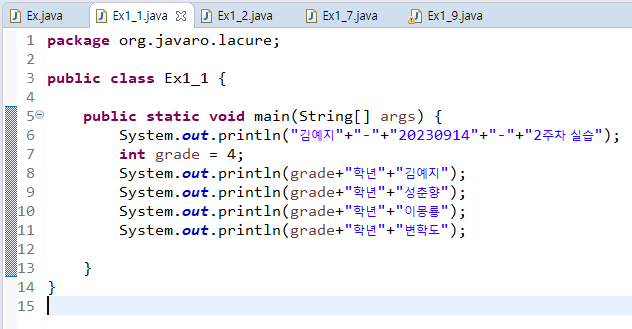 Ex.java Ex1_1.java Ex1_2.java Ex1_7.java Ex1_9.java
1 package org.javaro.lacure;
2
3 public class Ex1_1 {
4
5 public static void main(String[] args) {
6 System.out.println("김예지"+"-"+"20230914"+"-"+"2주차 실습");
7 int grade = 4;
8 System.out.println(grade+"학년"+"김예지");
9 System.out.println(grade+"학년"+"성춘향");
10 System.out.println(grade+"학년"+"이몽룡");
11 System.out.println(grade+"학년"+"변학도");
12
13 }
14 }
15